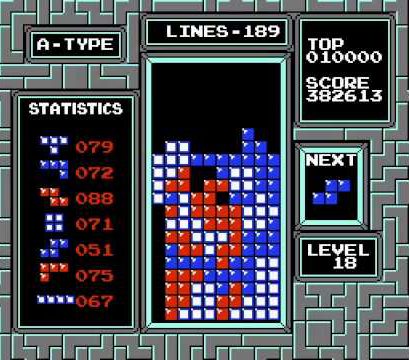 LINES-189
A-TYPE
TOP
010000
SCORE
382613
STATISTICS
079
072
088
071
051
075
067
NEXT
LEVEL
18